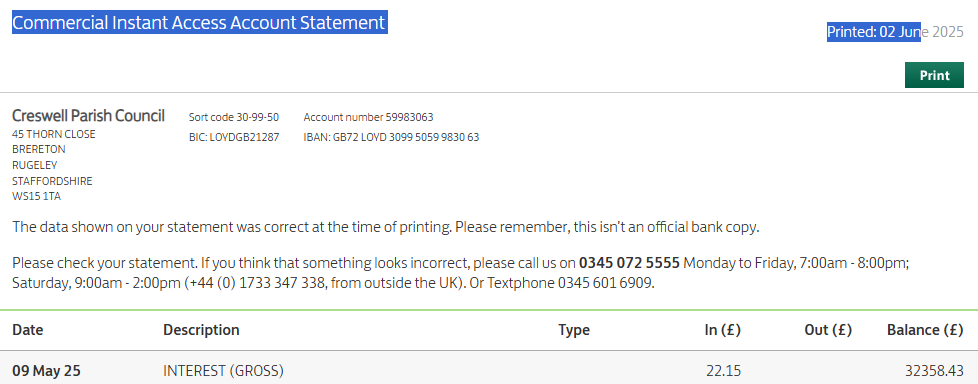 Commercial Instant Access Account Statement
Printed: 02 June 2025
Print
Creswell Parish Council Sort code 30-99-50 Account number 59983063
45 THORN CLOSE BIC: LOYDGB21287 IBAN: GB72 LOYD 3099 5059 9830 63
BRERETON
RUGELEY
STAFFORDSHIRE
WS15 1TA
The data shown on your statement was correct at the time of printing. Please remember, this isn't an official bank copy.
Please check your statement. If you think that something looks incorrect, please call us on 0345 072 5555 Monday to Friday, 7:00am - 8:00pm;
Saturday, 9:00am - 2:00pm (+44 (0) 1733 347 338, from outside the UK). Or Textphone 0345 601 6909.
Date Description Type In (£) Out (£) Balance (£)
09 May 25 INTEREST (GROSS) 22.15 32358.43